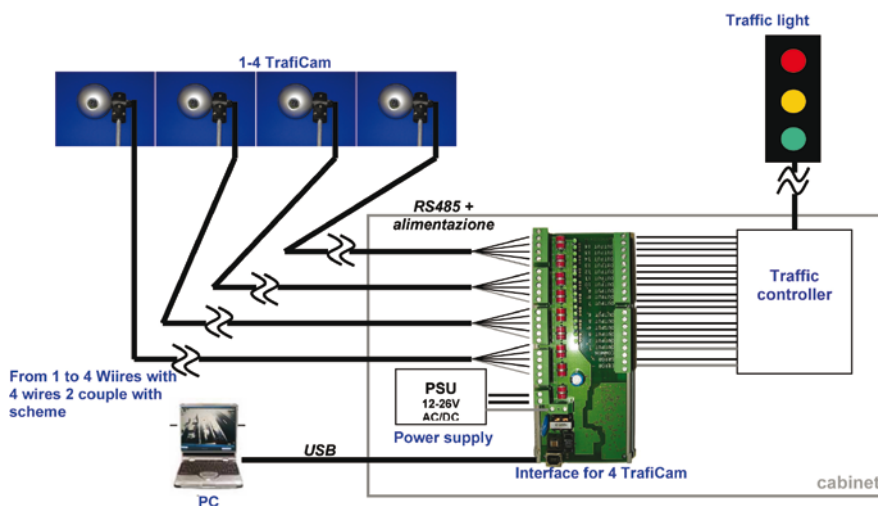 Traffic light
1-4 TrafiCam
RS485 +
alimentazione
Traffic
controller
From 1 to 4 Wiires with
4 wires 2 couple with
scheme
PSU
12-26V
AC/DC
Power supply
USB
Interface for 4 TrafiCam
PC
cabinet